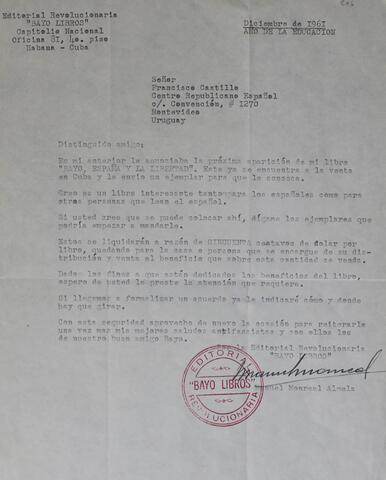 Editorial Revolucionaria
"BAYO LIBROS"
Capitolio Nacional
Oficina 81, 4o. piso
Habana - Cuba
Diciembre de 1961
AÑO DE LA EDUCACION
Señor
Francisco Castillo
Centro Republicano Español
c/. Convención, # 1270
Montevideo
Uruguay
Distinguido amigo:
En mi anterior le anunciaba la próxima aparición de mi libro
"BAYO, ESPAÑA Y LA LIBERTAD". Este ya se encuentra a la venta
en Cuba y le envío un ejemplar para que lo conozca.
Creo es un libro interesante tanto para los españoles como para
otras personas que lean el español.
Si usted cree que se puede colocar ahí, dígame los ejemplares que
podría empezar a mandarle.
Estos se liquidarán a razón de CINCUENTA centavos de dolar por
libro, quedando para la casa o persona que se encargue de su dis-
tribución y venta el beneficio que sobre esta cantidad se venda.
Dados los fines a que están dedicados los beneficios del libro,
espero de usted le preste la atención que requiere.
Si llegamos a formalizar un acuerdo ya le indicaré cómo y donde
hay que girar.
Con esta seguridad aprovecho de nuevo la ocasión para reiterarle
una vez mas mis mejores saludos antifascistas y con ellos los
de nuestro buen amigo Bayo.
la Editorial Revolucionaria
"BAYO LIBROS"
EDITORIAL
"BAYO LIBROS"
REVOLUCIONARIA
uel Monreal Almela